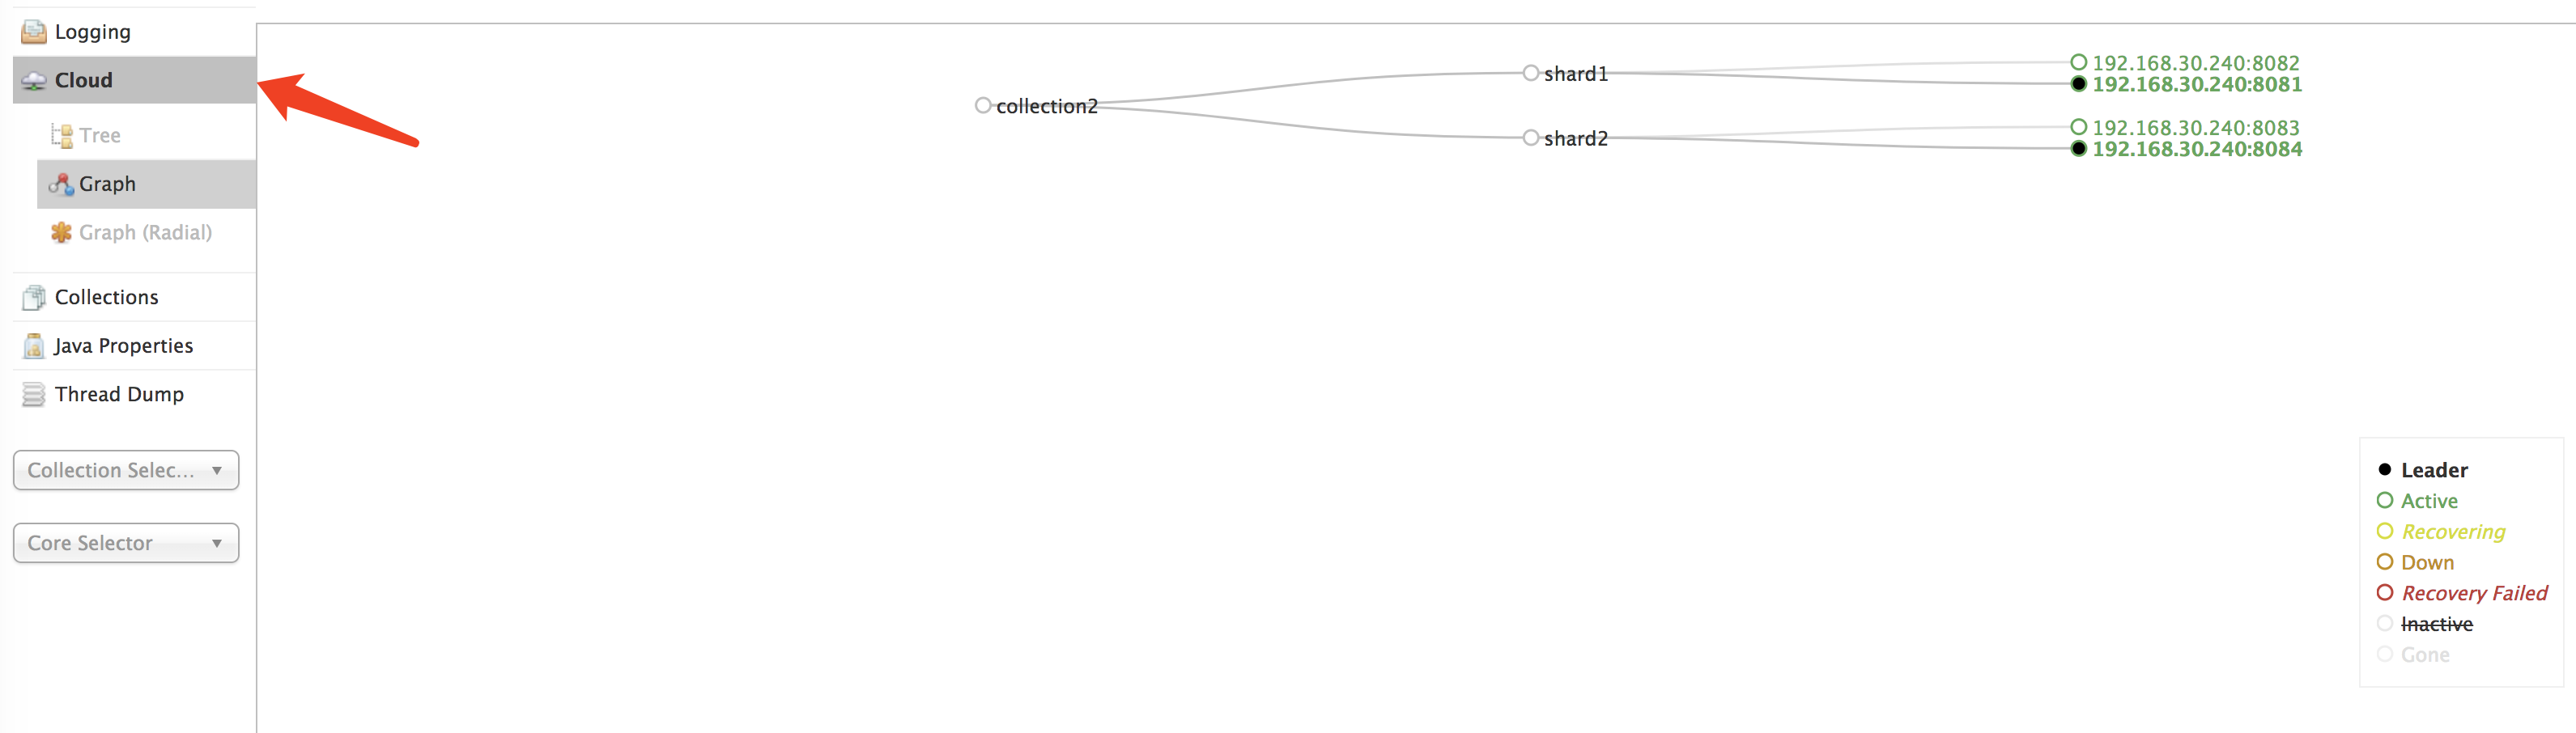 Logging
Cloud
Tree
Graph
Graph (Radial)
Collections
Java Properties
Thread Dump
Collection Selec...
Core Selector
collection2
shard1
shard2
192.168.30.240:8082
192.168.30.240:8081
192.168.30.240:8083
192.168.30.240:8084
Leader
Active
Recovering
Down
Recovery Failed
Inactive
Gone